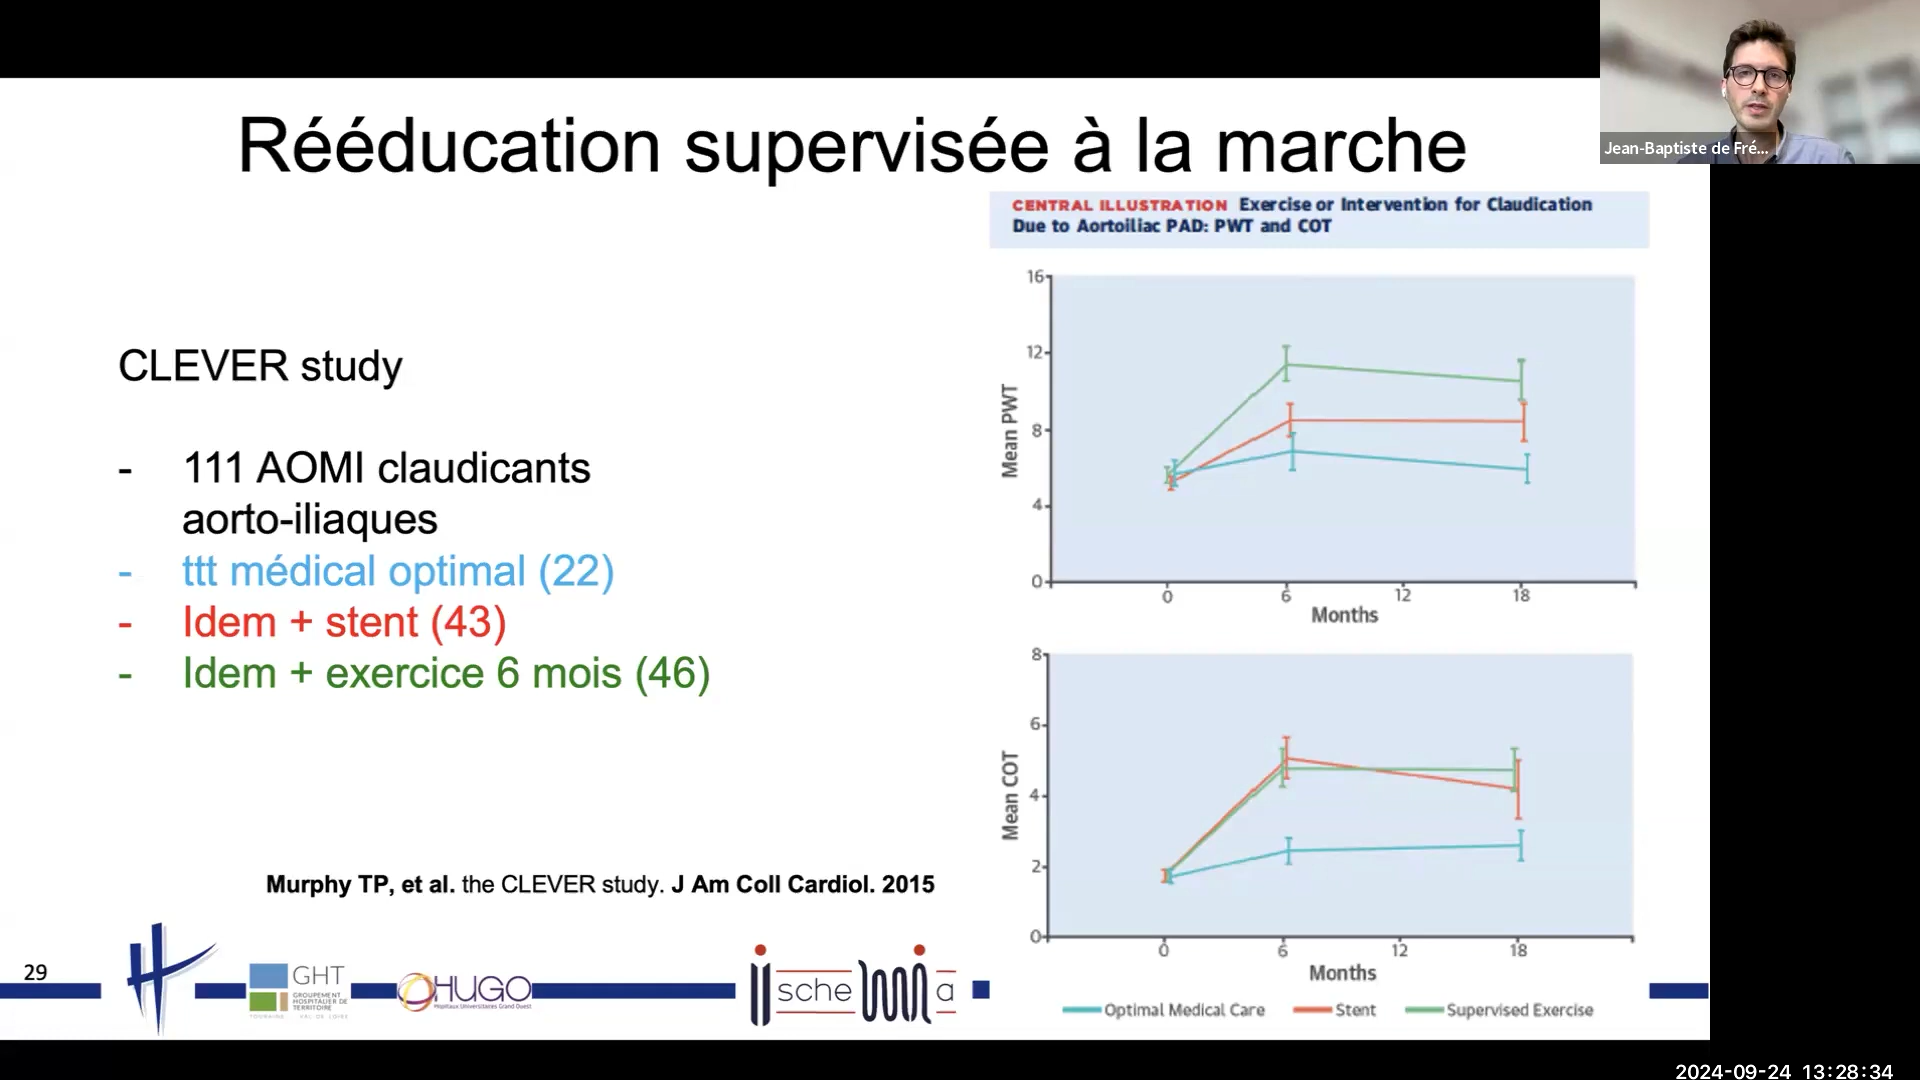 Rééducation supervisée à la marche
Jean-Baptiste de Fré...
CENTRAL ILLUSTRATION Exercise or Intervention for Claudication
Due to Aortoiliac PAD: PWT and COT
CLEVER study
- 111 AOMI claudicants
aorto-iliaques
- ttt médical optimal (22)
- Idem + stent (43)
- Idem + exercice 6 mois (46)
Murphy TP, et al. the CLEVER study. J Am Coll Cardiol. 2015
Mean PWT
16
12
8
4
0
0 6 12 18
Months
Mean COT
8
6
4
2
0
0 6 12 18
Months
Optimal Medical Care Stent Supervised Exercise
29
GHT
GROUPEMENT
HOSPITALIER DE
TERRITOIRE
TOURAINE VAL DE LOIRE
HUGO
Hôpitaux Universitaires Grand Ouest
ischemia
2024-09-24 13:28:34